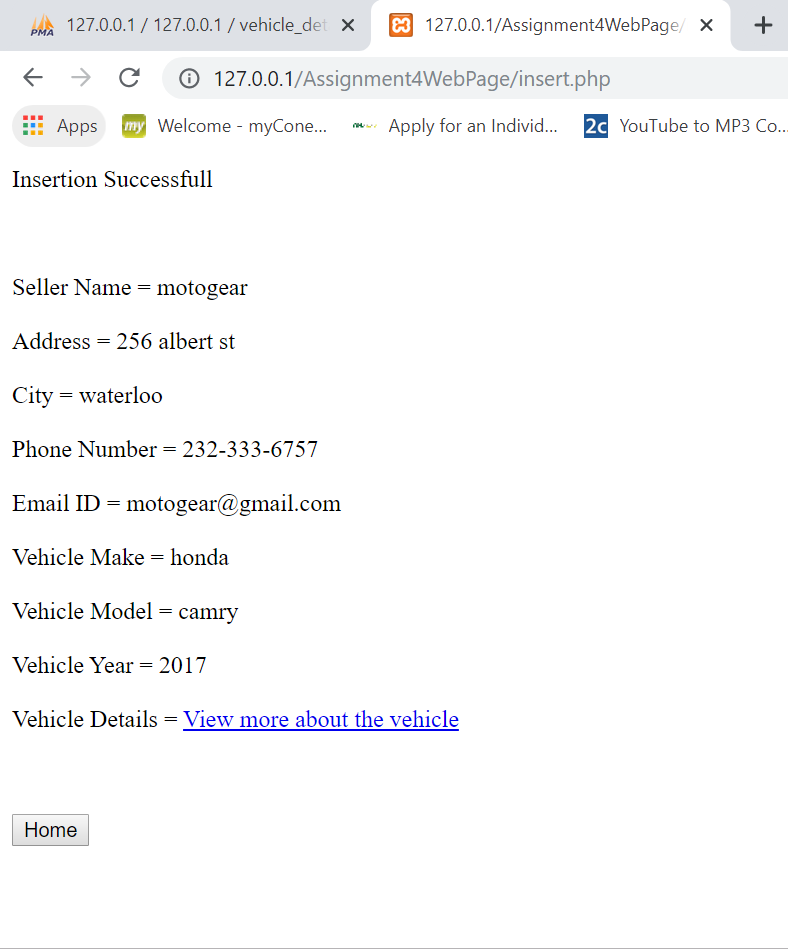 PMA 127.0.0.1 / 127.0.0.1 / vehicle_det 127.0.0.1/Assignment4WebPage/
127.0.0.1/Assignment4WebPage/insert.php
Apps my Welcome - myCone... Apply for an Individ... 2c YouTube to MP3 Co...
Insertion Successfull
Seller Name = motogear
Address = 256 albert st
City = waterloo
Phone Number = 232-333-6757
Email ID = motogear@gmail.com
Vehicle Make = honda
Vehicle Model = camry
Vehicle Year = 2017
Vehicle Details = View more about the vehicle
Home